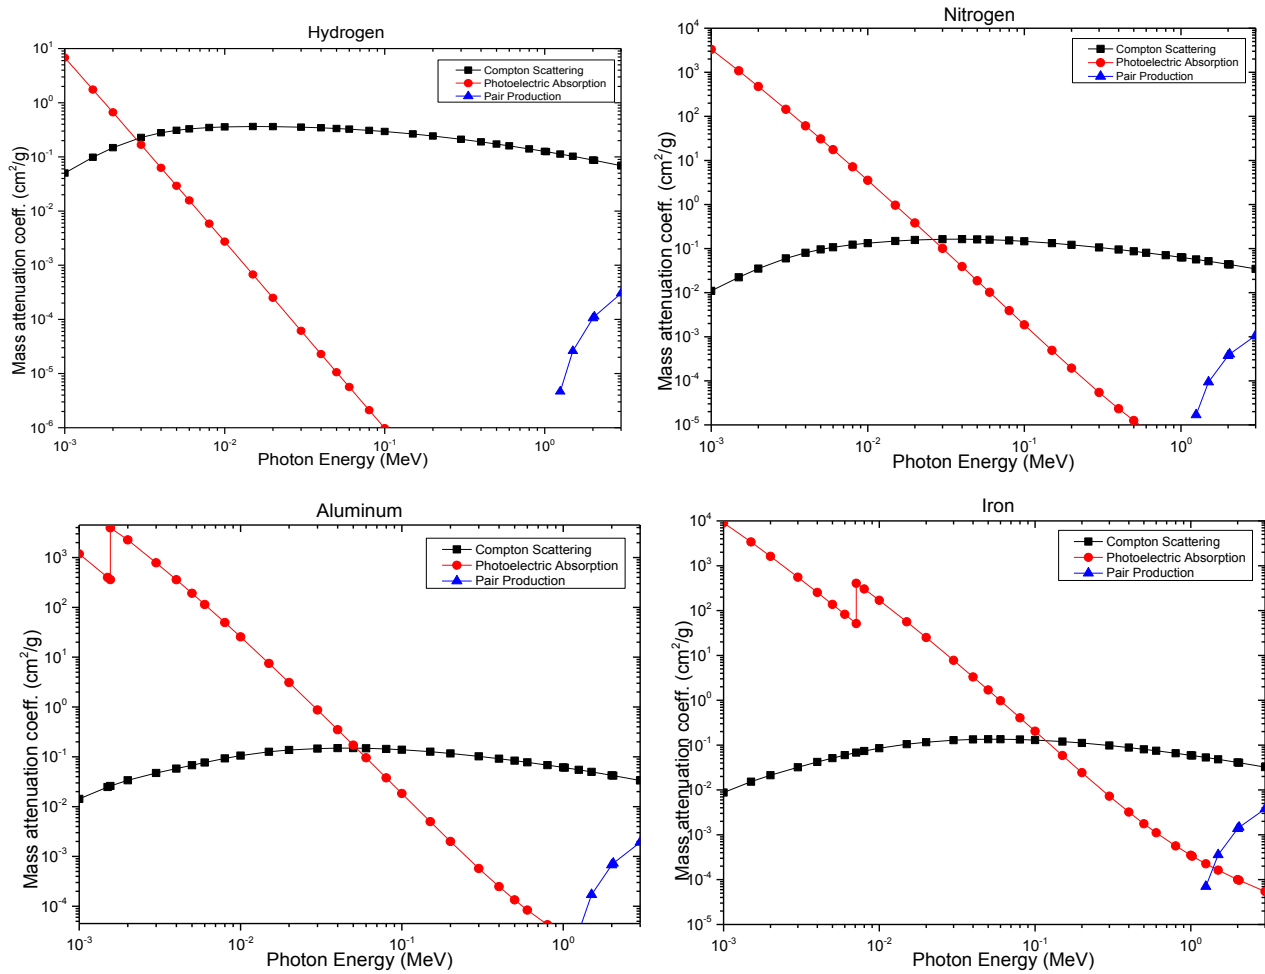 Hydrogen
Compton Scattering
Photoelectric Absorption
Pair Production
Mass attenuation coeff. (cm²/g)
10¹
10⁰
10⁻¹
10⁻²
10⁻³
10⁻⁴
10⁻⁵
10⁻⁶
10⁻³ 10⁻² 10⁻¹ 10⁰
Photon Energy (MeV)
Nitrogen
Compton Scattering
Photoelectric Absorption
Pair Production
Mass attenuation coeff. (cm²/g)
10⁴
10³
10²
10¹
10⁰
10⁻¹
10⁻²
10⁻³
10⁻⁴
10⁻⁵
10⁻³ 10⁻² 10⁻¹ 10⁰
Photon Energy (MeV)
Aluminum
Compton Scattering
Photoelectric Absorption
Pair Production
Mass attenuation coeff. (cm²/g)
10³
10²
10¹
10⁰
10⁻¹
10⁻²
10⁻³
10⁻⁴
10⁻³ 10⁻² 10⁻¹ 10⁰
Photon Energy (MeV)
Iron
Compton Scattering
Photoelectric Absorption
Pair Production
Mass attenuation coeff. (cm²/g)
10⁴
10³
10²
10¹
10⁰
10⁻¹
10⁻²
10⁻³
10⁻⁴
10⁻⁵
10⁻³ 10⁻² 10⁻¹ 10⁰
Photon Energy (MeV)